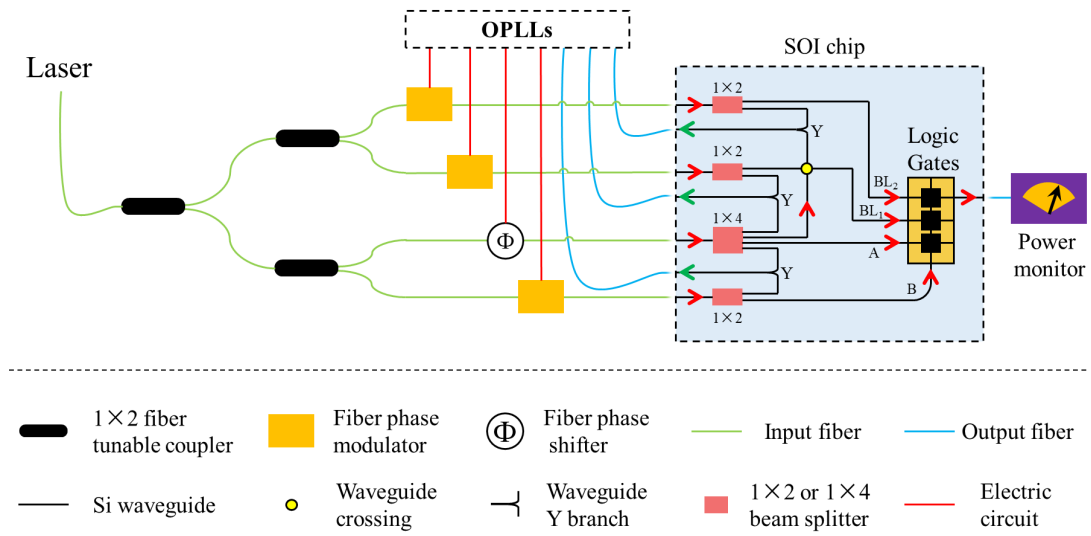 OPLLs
SOI chip
Laser
1×2
Y
Logic
Gates
1×2
BL2
Y
BL1
Φ
1×4
A
Power
monitor
Y
B
1×2
1×2 fiber
tunable coupler
Fiber phase
modulator
Φ
Fiber phase
shifter
Input fiber
Output fiber
Si waveguide
Waveguide
crossing
Waveguide
Y branch
1×2 or 1×4
beam splitter
Electric
circuit